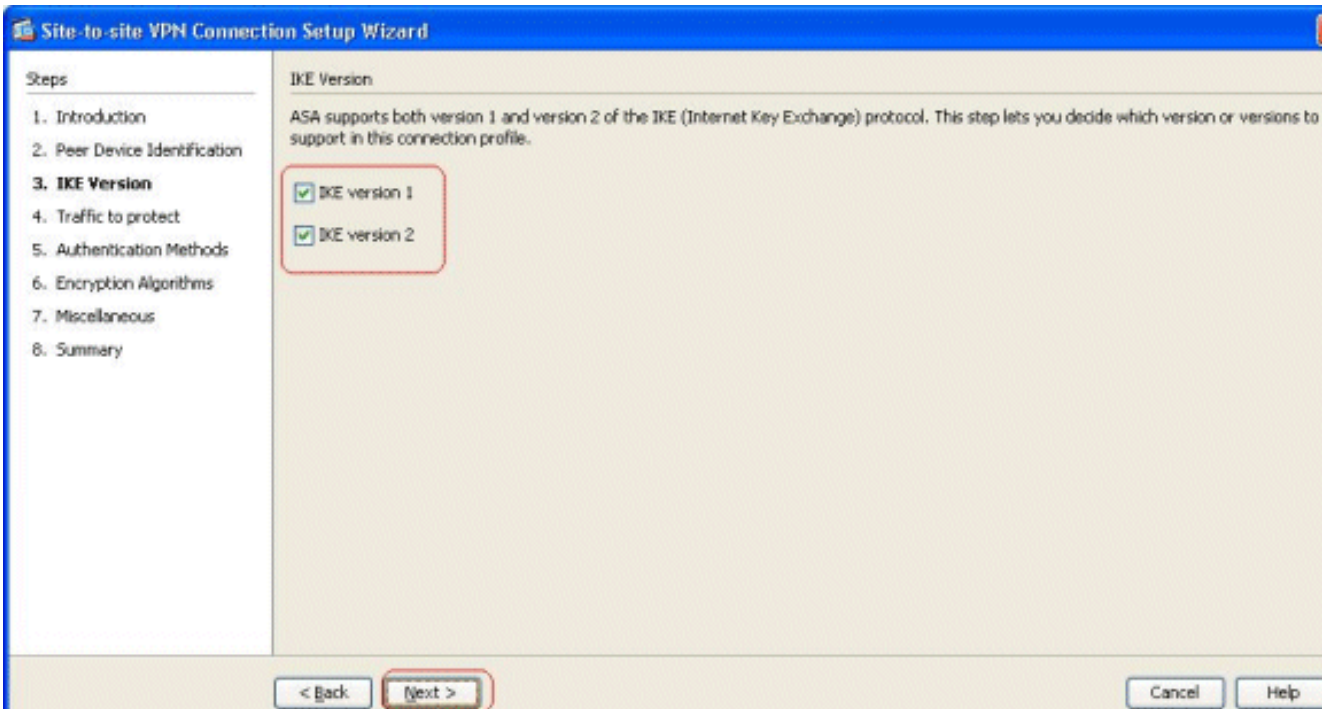 Site-to-site VPN Connection Setup Wizard
Steps
1. Introduction
2. Peer Device Identification
3. IKE Version
4. Traffic to protect
5. Authentication Methods
6. Encryption Algorithms
7. Miscellaneous
8. Summary
IKE Version
ASA supports both version 1 and version 2 of the IKE (Internet Key Exchange) protocol. This step lets you decide which version or versions to
support in this connection profile.
IKE version 1
IKE version 2
< Back
Next >
Cancel
Help